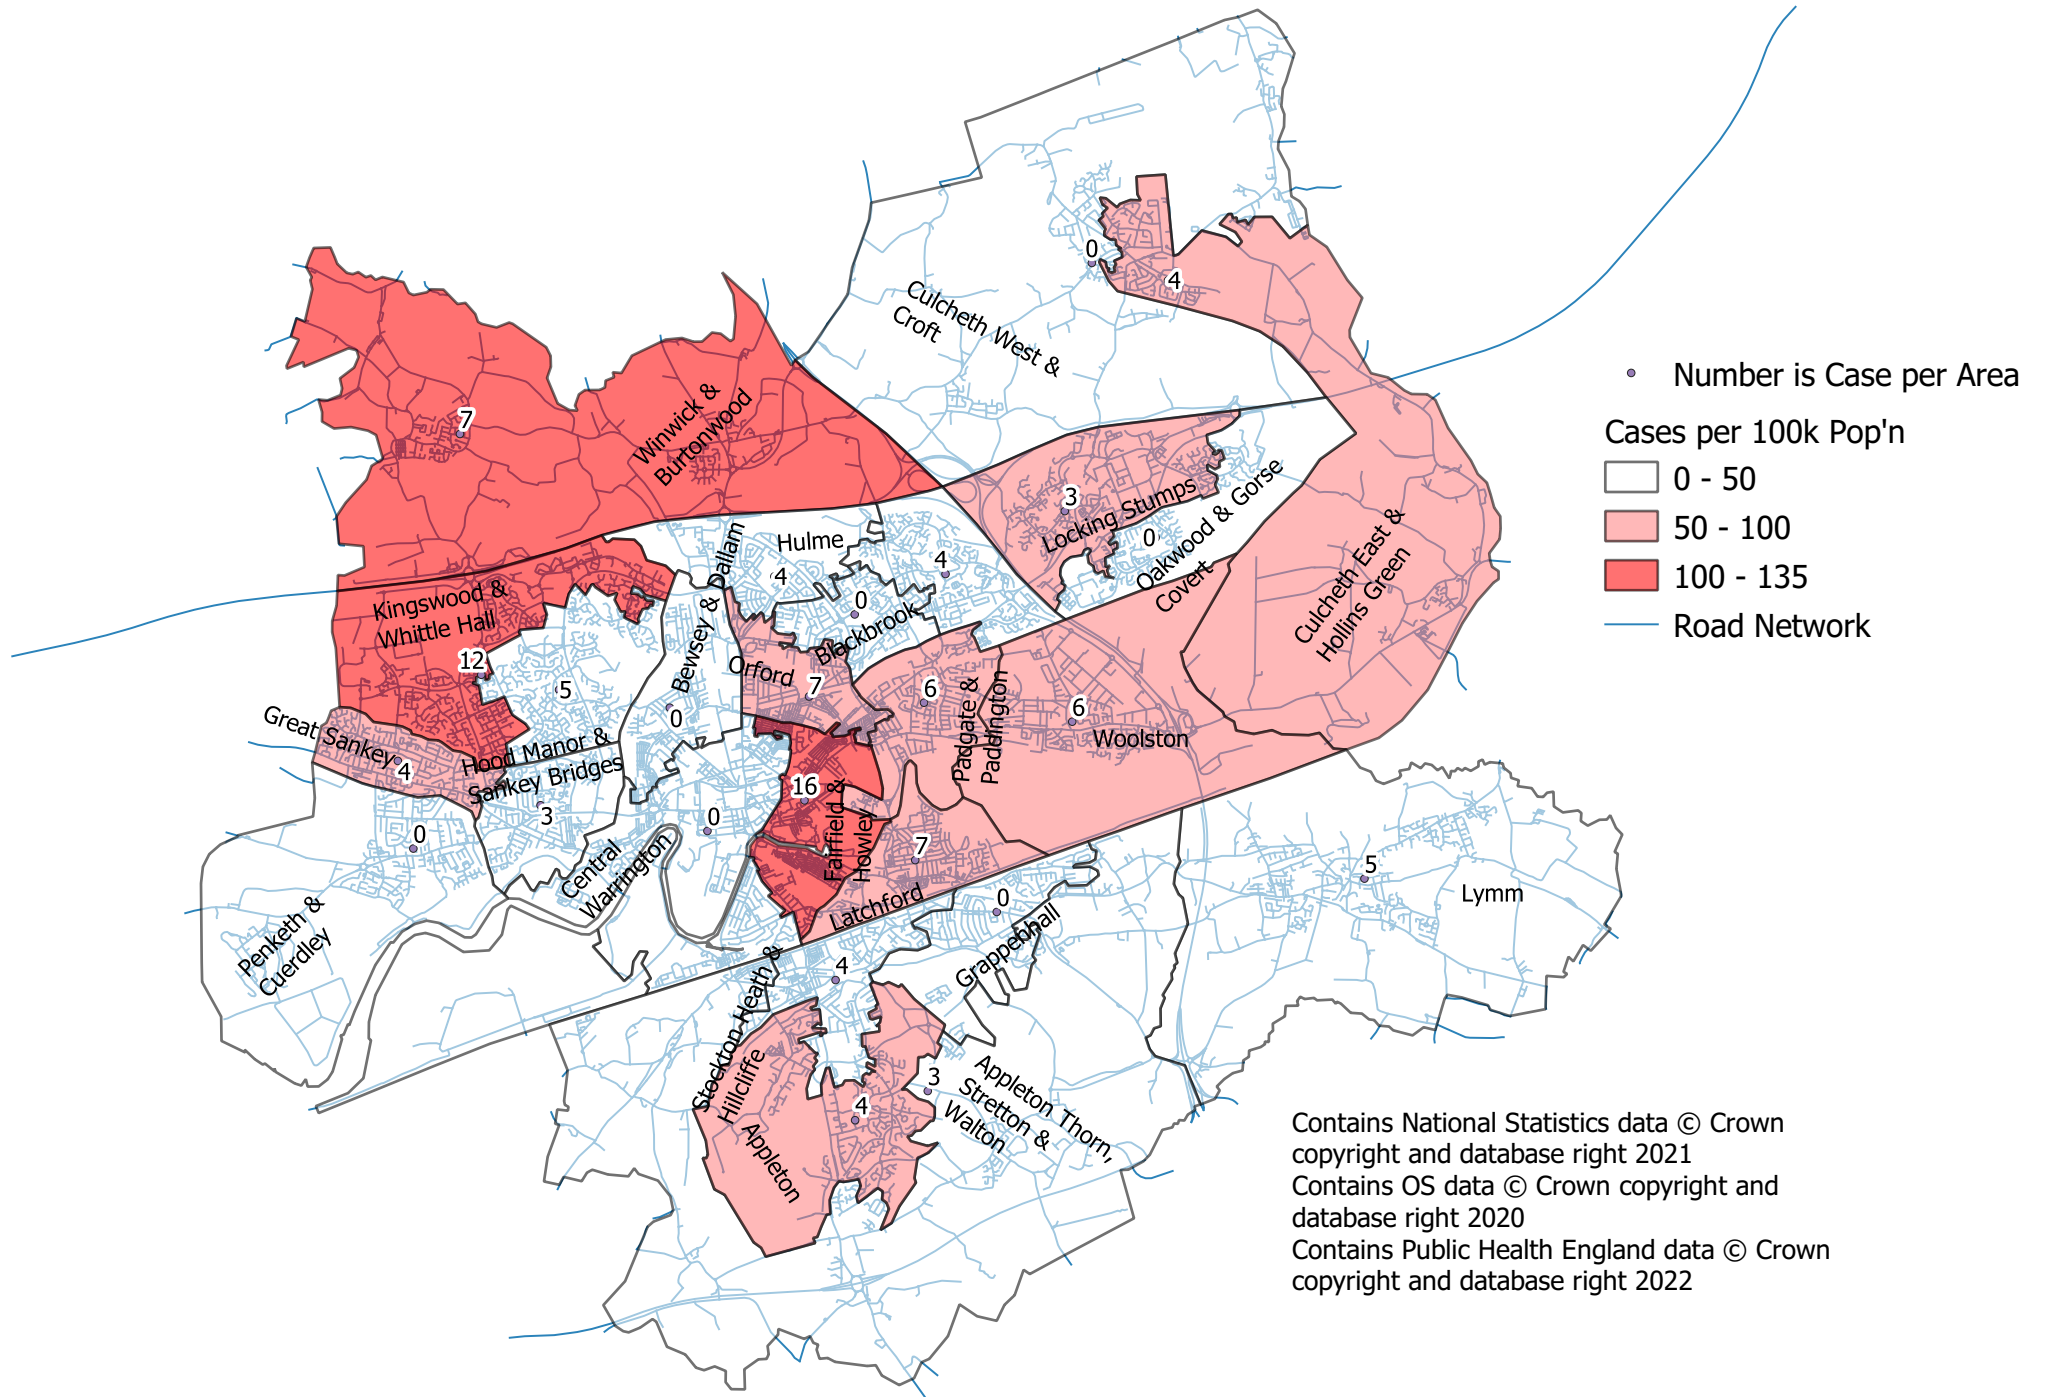 0
4
Culcheth West &
Croft
Number is Case per Area
Cases per 100k Pop'n
0 - 50
50 - 100
100 - 135
Road Network
7
Winwick &
Burtonwood
3
Locking Stumps
0
Oakwood & Gorse
Covert
Culcheth East &
Hollins Green
Hulme
4
4
0
Blackbrook
Bewsey & Dallam
0
Kingswood &
Whittle Hall
12
5
Orford
7
6
Padgate &
Paddington
6
Woolston
Great Sankey
4
Hood Manor &
Sankey Bridges
3
0
16
Fairfield &
Howley
0
Central
Warrington
7
Latchford
5
Lymm
Penketh &
Cuerdley
0
Grappenhall
4
Stockton Heath &
Hillcliffe
4
Appleton
3
Appleton Thorn,
Stretton &
Walton
Contains National Statistics data © Crown
copyright and database right 2021
Contains OS data © Crown copyright and
database right 2020
Contains Public Health England data © Crown
copyright and database right 2022